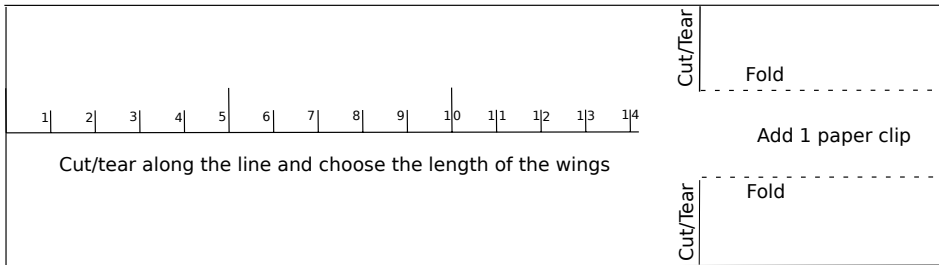 Cut/Tear
Fold
1 2 3 4 5 6 7 8 9 10 11 12 13 14
Add 1 paper clip
Cut/tear along the line and choose the length of the wings
Cut/Tear
Fold